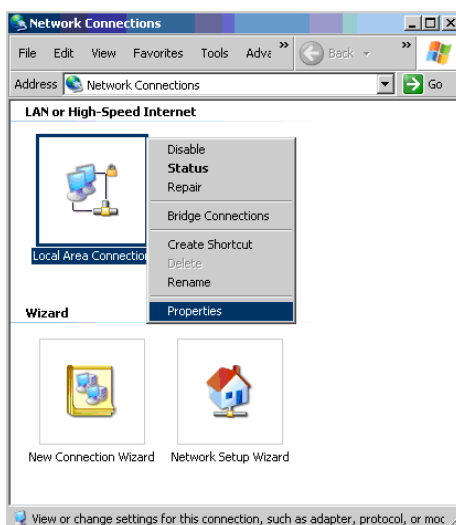 Network Connections
File Edit View Favorites Tools Adva » Back »
Address Network Connections Go
LAN or High-Speed Internet
Disable
Status
Repair
Bridge Connections
Create Shortcut
Delete
Rename
Properties
Local Area Connection
Wizard
New Connection Wizard Network Setup Wizard
View or change settings for this connection, such as adapter, protocol, or moc